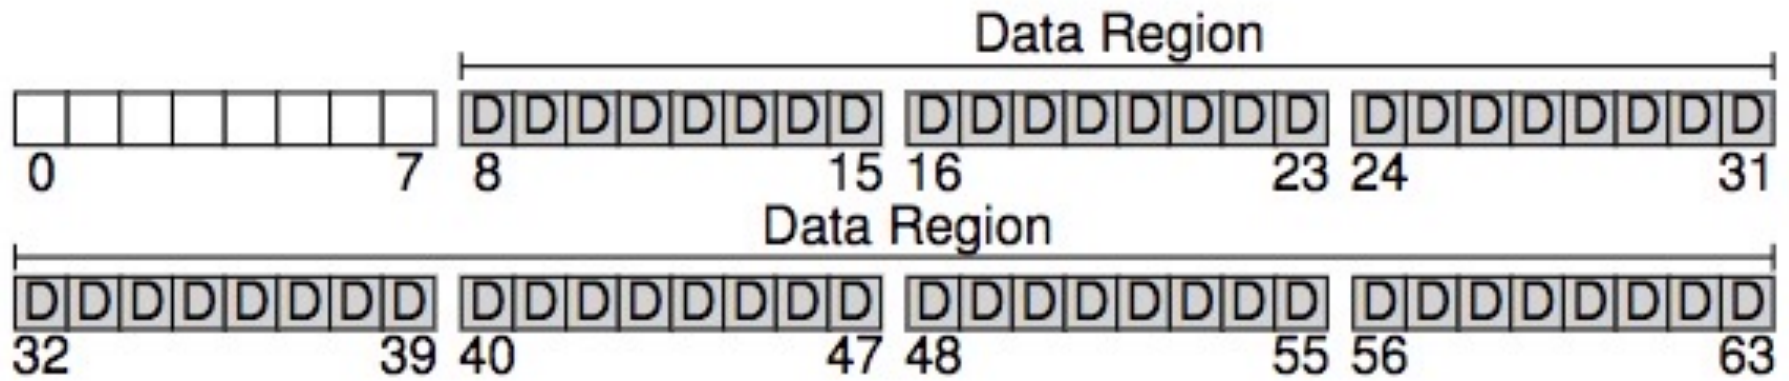 Data Region
D D D D D D D D D D D D D D D D D D D D D D D D
0 7 8 15 16 23 24 31
Data Region
D D D D D D D D D D D D D D D D D D D D D D D D D D D D D D D D
32 39 40 47 48 55 56 63